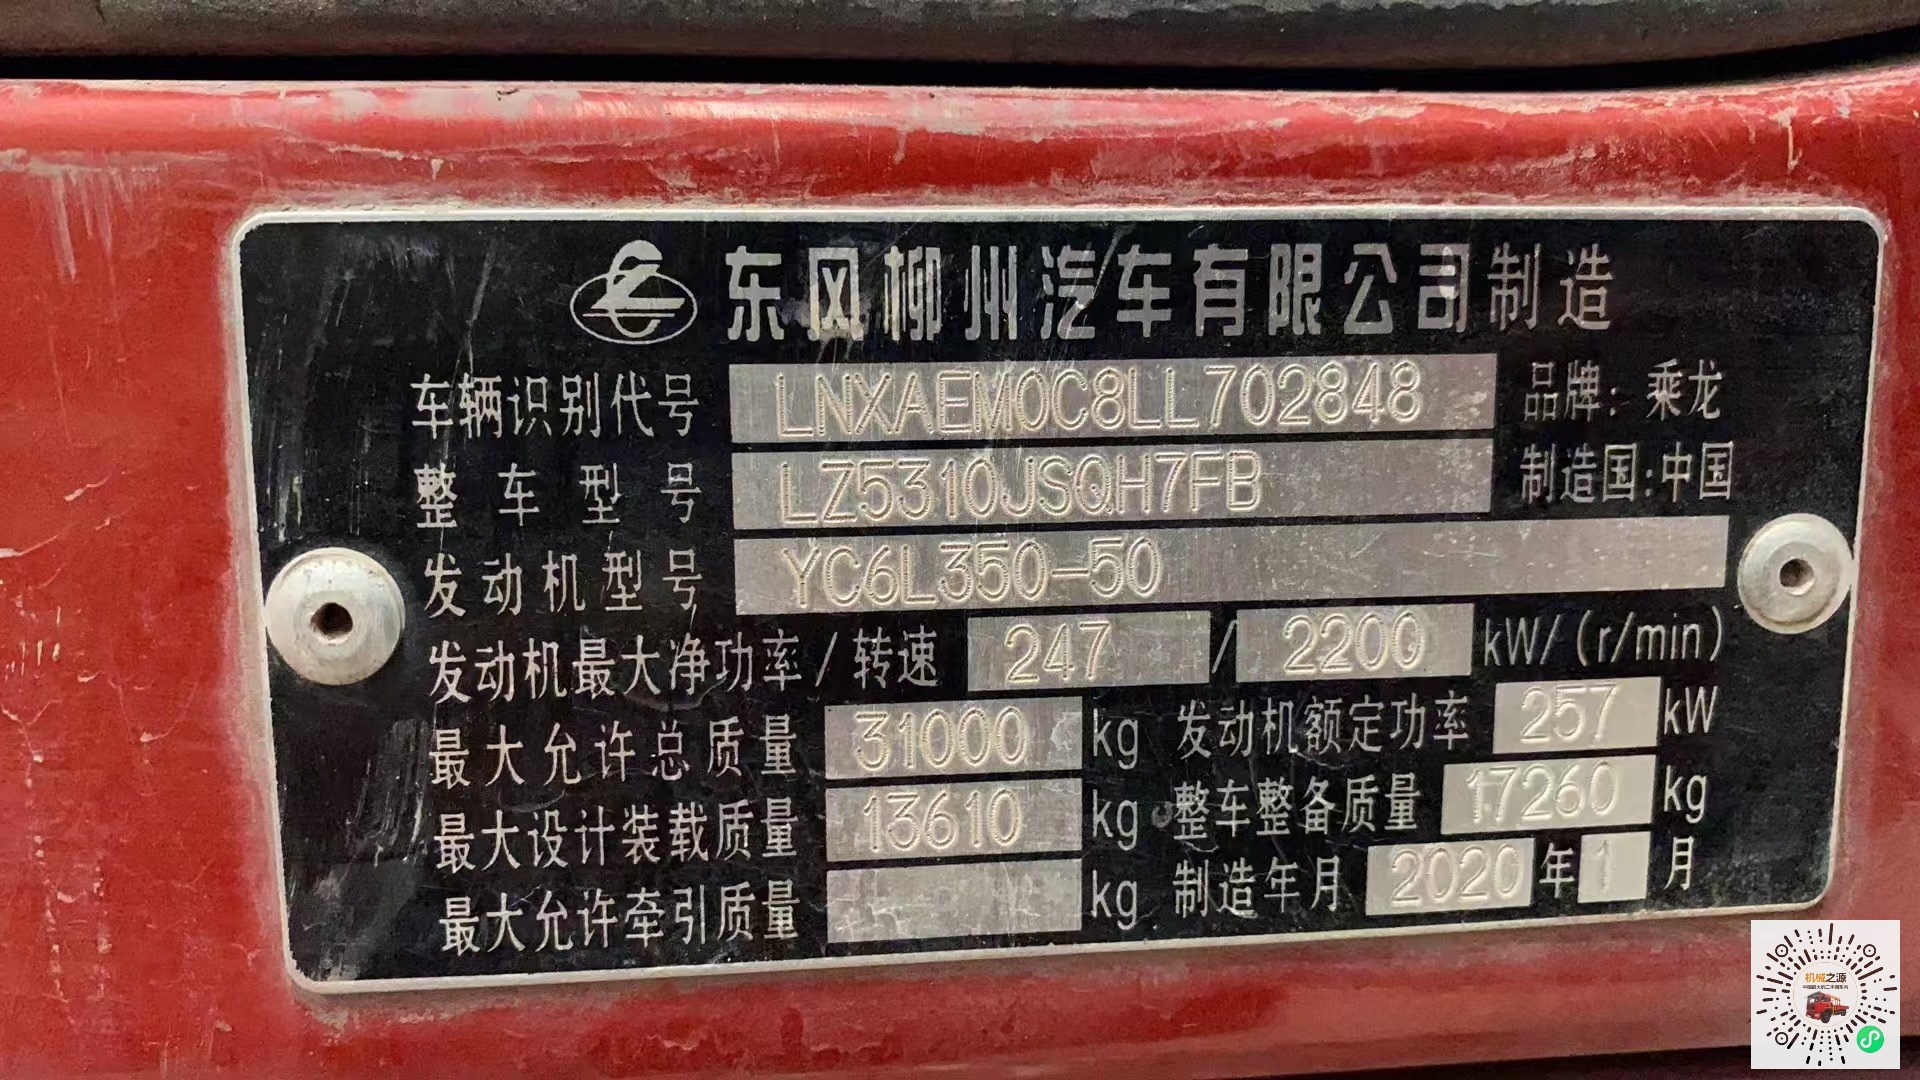 东风柳州汽车有限公司制造
车辆识别代号 LNXAEM0C8LL702848 品牌: 乘龙
整车型号 LZ5310JSQH7FB 制造国:中国
发动机型号 YC6L350-50
发动机最大净功率/转速 247 / 2200 kW/(r/min)
最大允许总质量 31000 kg 发动机额定功率 257 kW
最大设计装载质量 13610 kg 整车整备质量 17260 kg
最大允许牵引质量 kg 制造年月 2020 年 1 月
机械之源